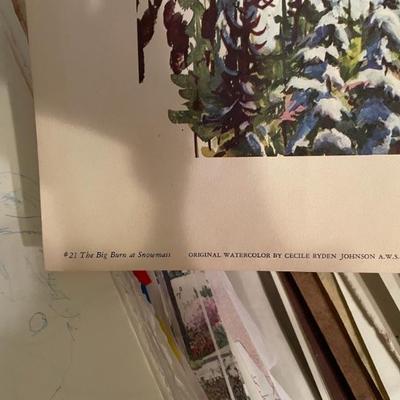 #21 The Big Burn at Snowmass ORIGINAL WATERCOLOR BY CECILE RYDEN JOHNSON A.W.S.